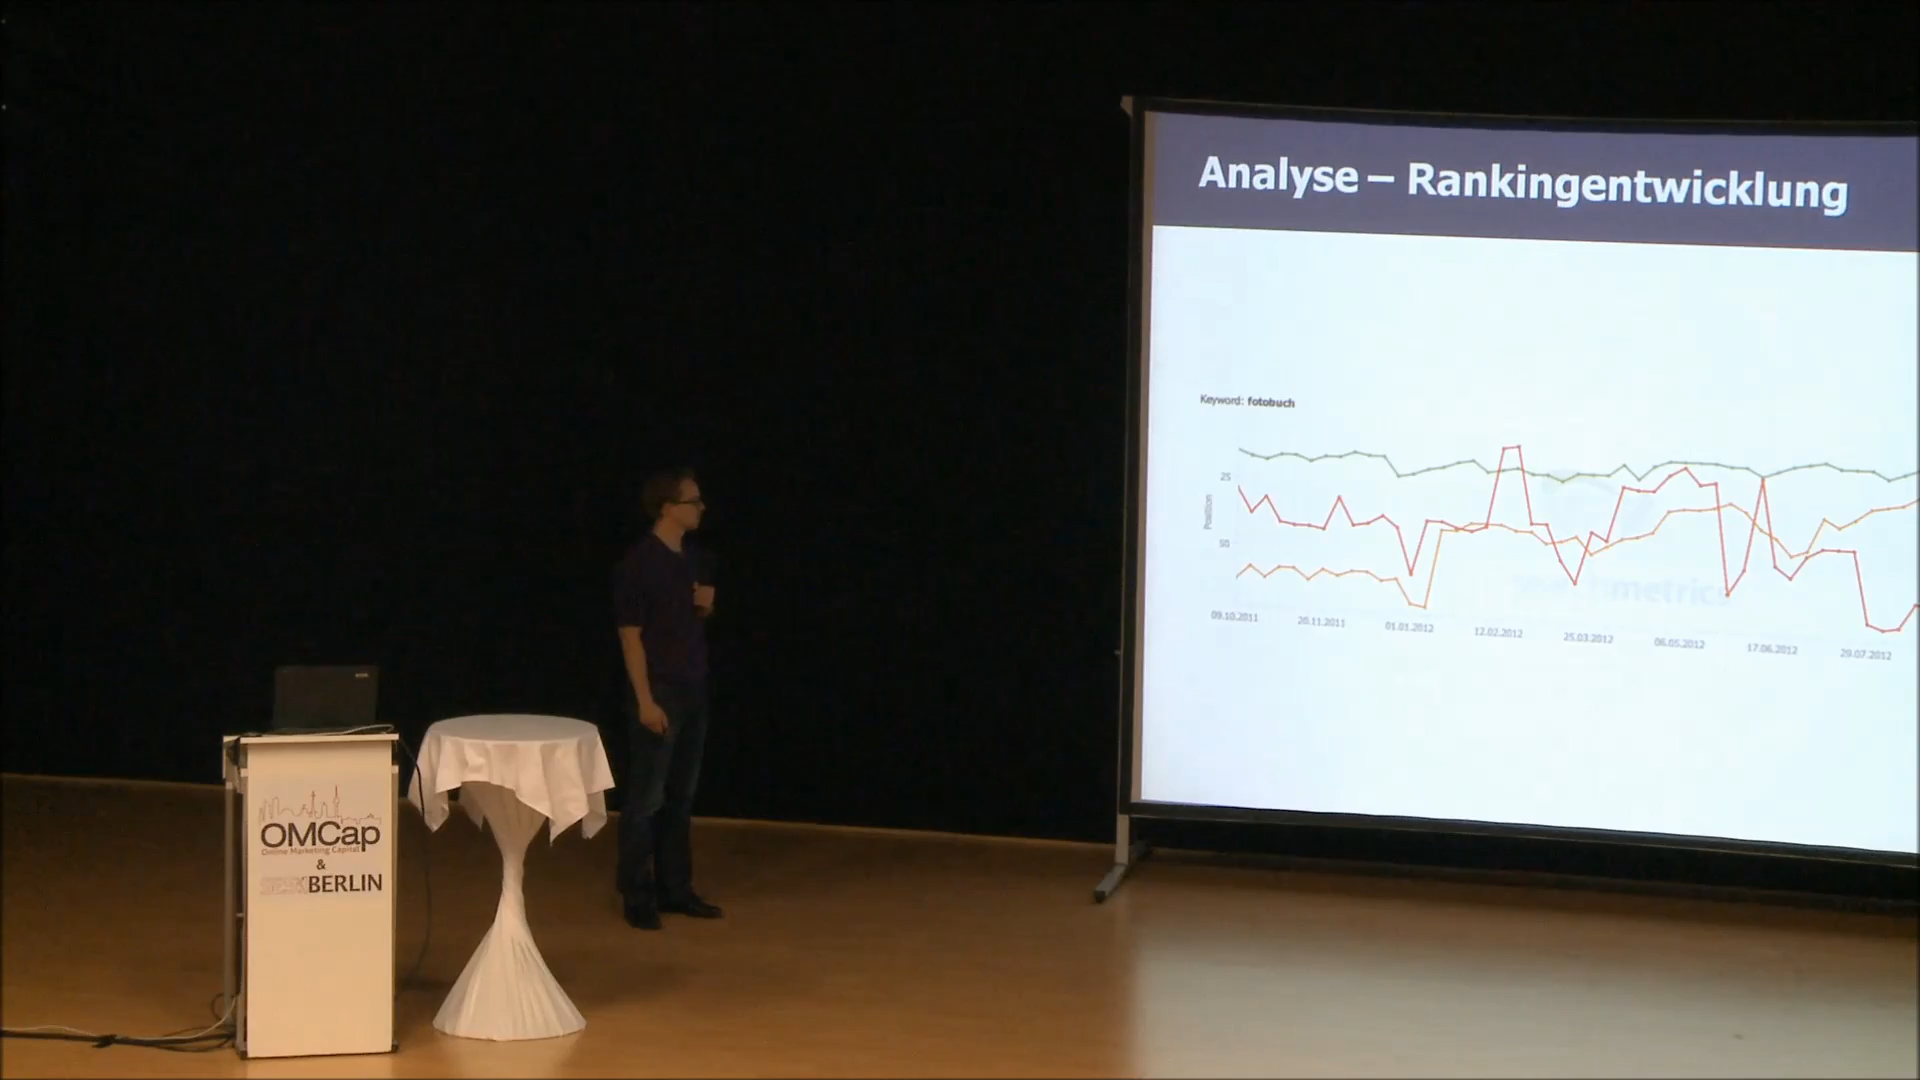 Analyse – Rankingentwicklung
Keyword: fotobuch
25
Position
50
metrics
09.10.2011
20.11.2011
01.01.2012
12.02.2012
25.03.2012
06.05.2012
17.06.2012
29.07.2012
OMCap
Online Marketing Capital
&
BERLIN